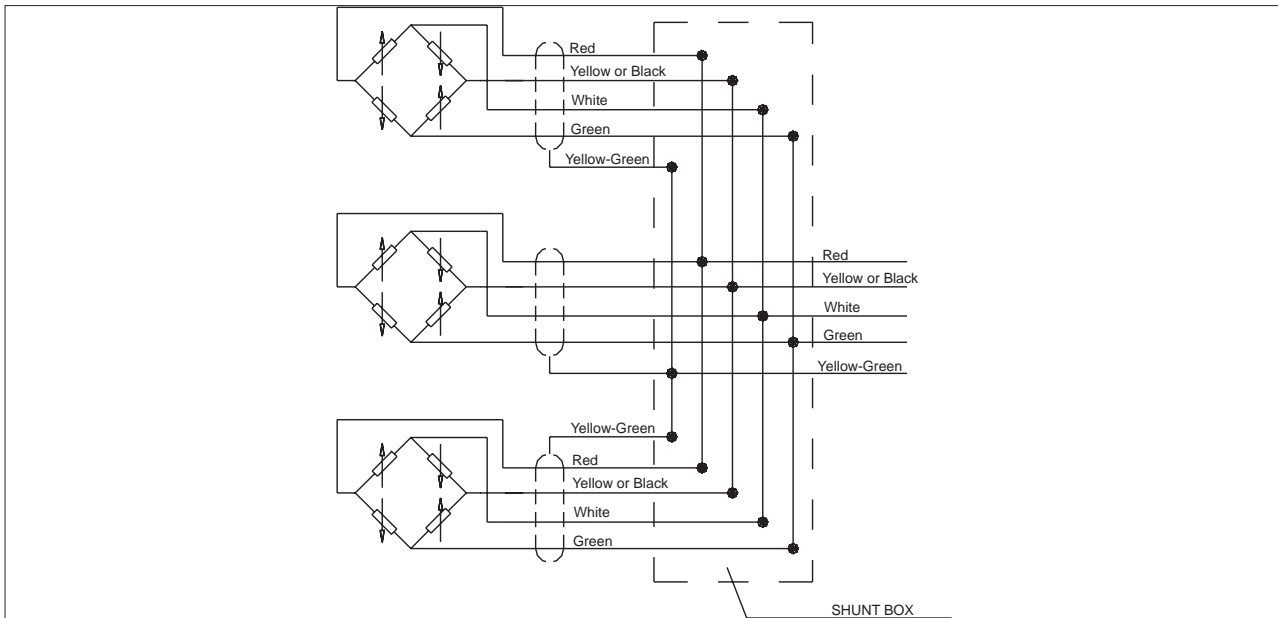 Red
Yellow or Black
White
Green
Yellow-Green
Red
Yellow or Black
White
Green
Yellow-Green
Yellow-Green
Red
Yellow or Black
White
Green
SHUNT BOX